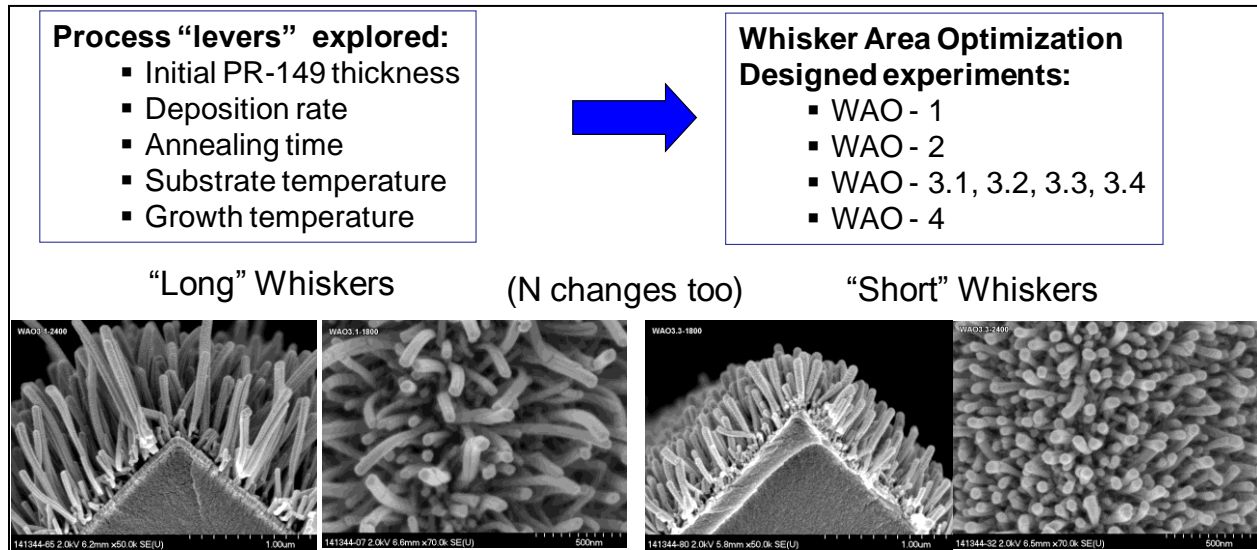 Process “levers” explored:
▪ Initial PR-149 thickness
▪ Deposition rate
▪ Annealing time
▪ Substrate temperature
▪ Growth temperature
Whisker Area Optimization
Designed experiments:
▪ WAO - 1
▪ WAO - 2
▪ WAO - 3.1, 3.2, 3.3, 3.4
▪ WAO - 4
“Long” Whiskers
(N changes too)
“Short” Whiskers
WAO3.1-2400
141344-65 2.0kV 6.2mm x50.0k SE(U)
1.00um
WAO3.1-1800
141344-07 2.0kV 6.6mm x70.0k SE(U)
500nm
WAO3.3-1800
141344-80 2.0kV 5.8mm x50.0k SE(U)
1.00um
WAO3.3-2400
141344-32 2.0kV 6.5mm x70.0k SE(U)
500nm